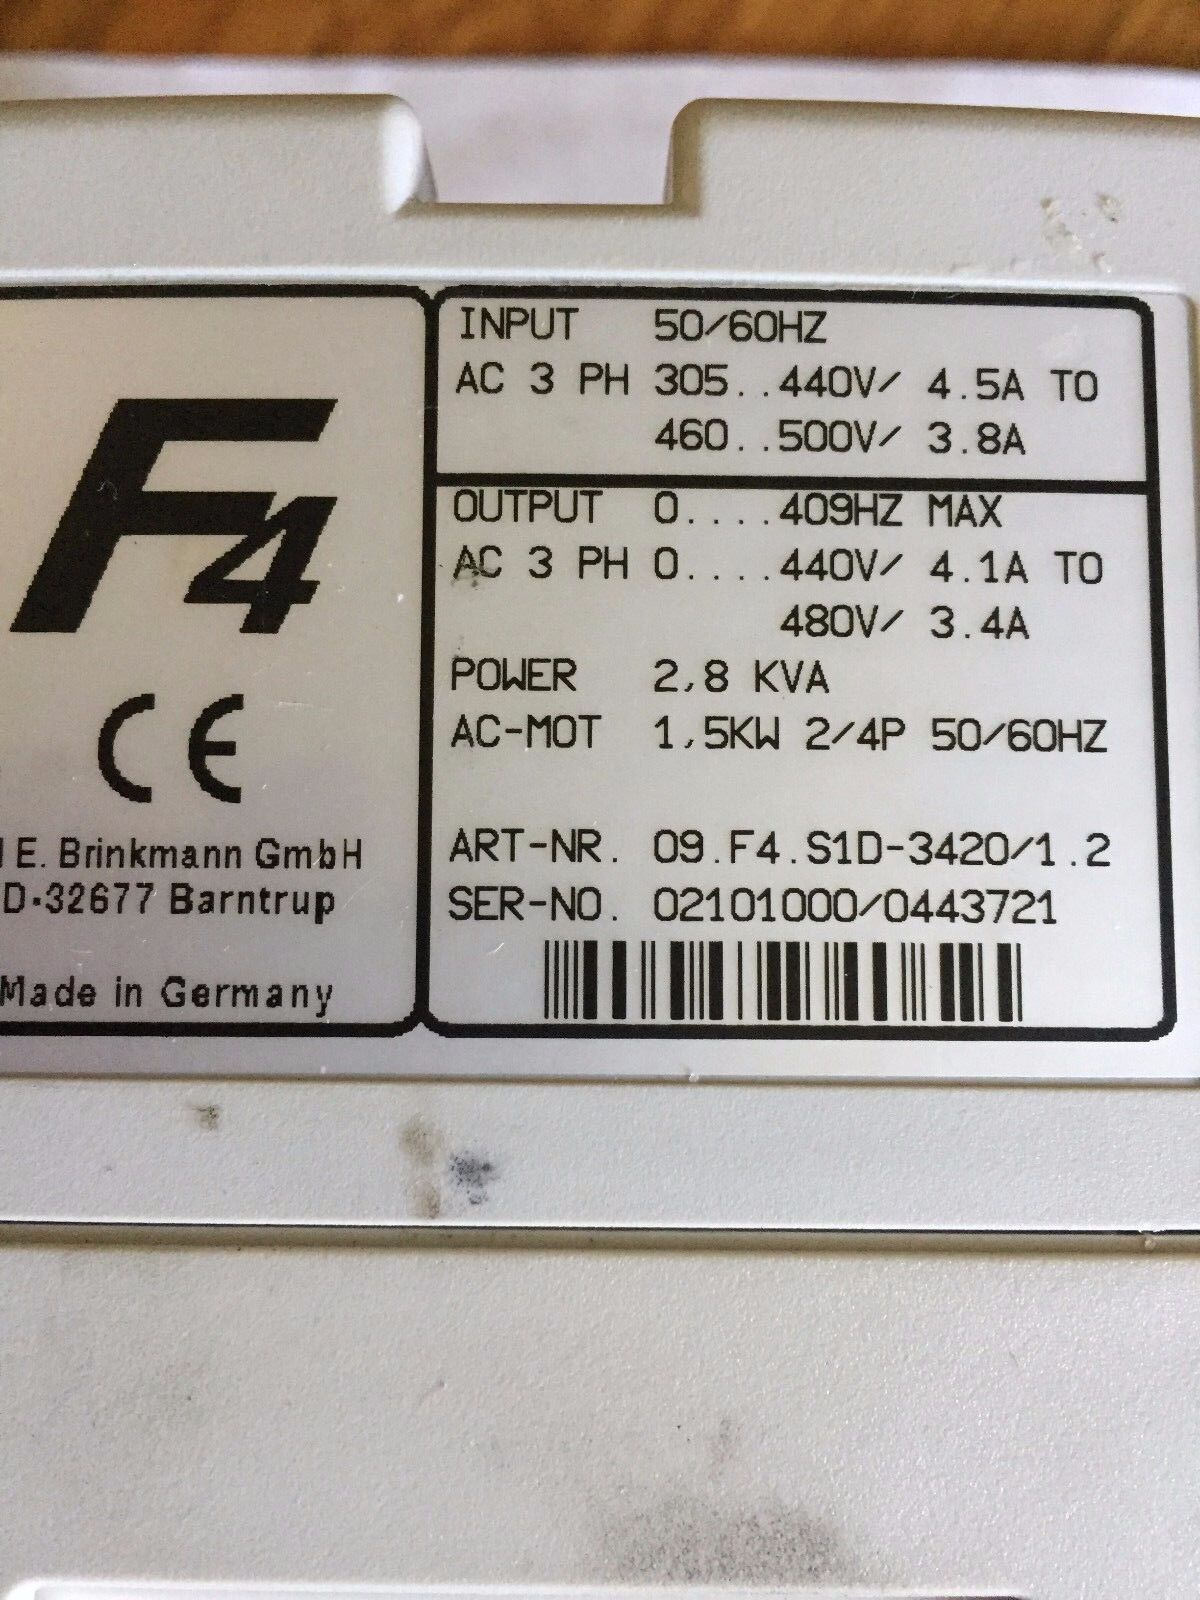 INPUT 50/60HZ
AC 3 PH 305..440V/ 4.5A TO
460..500V/ 3.8A
OUTPUT 0....409HZ MAX
AC 3 PH 0....440V/ 4.1A TO
480V/ 3.4A
POWER 2,8 KVA
AC-MOT 1,5KW 2/4P 50/60HZ
ART-NR. 09.F4.S1D-3420/1.2
SER-NO. 02101000/0443721
F4
CE
E. Brinkmann GmbH
D-32677 Barntrup
Made in Germany